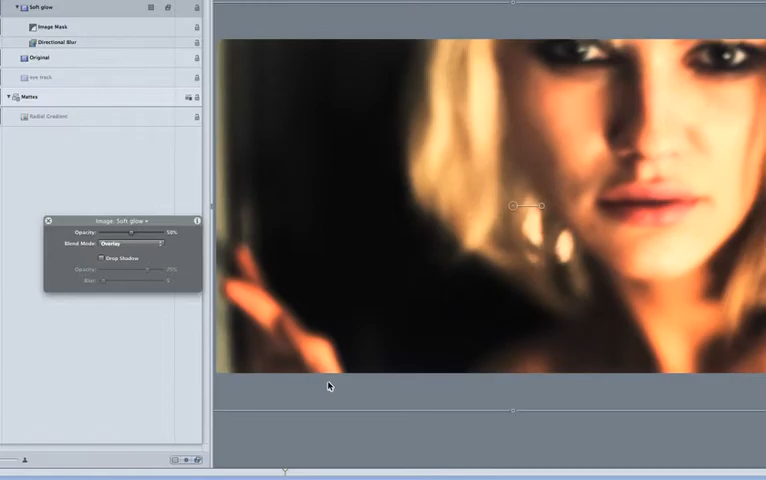 Soft glow
Image Mask
Directional Blur
Original
eye track
Mattes
Radial Gradient
Image: Soft glow
Opacity: 50%
Blend Mode: Overlay
Drop Shadow
Opacity: 75%
Blur: 5